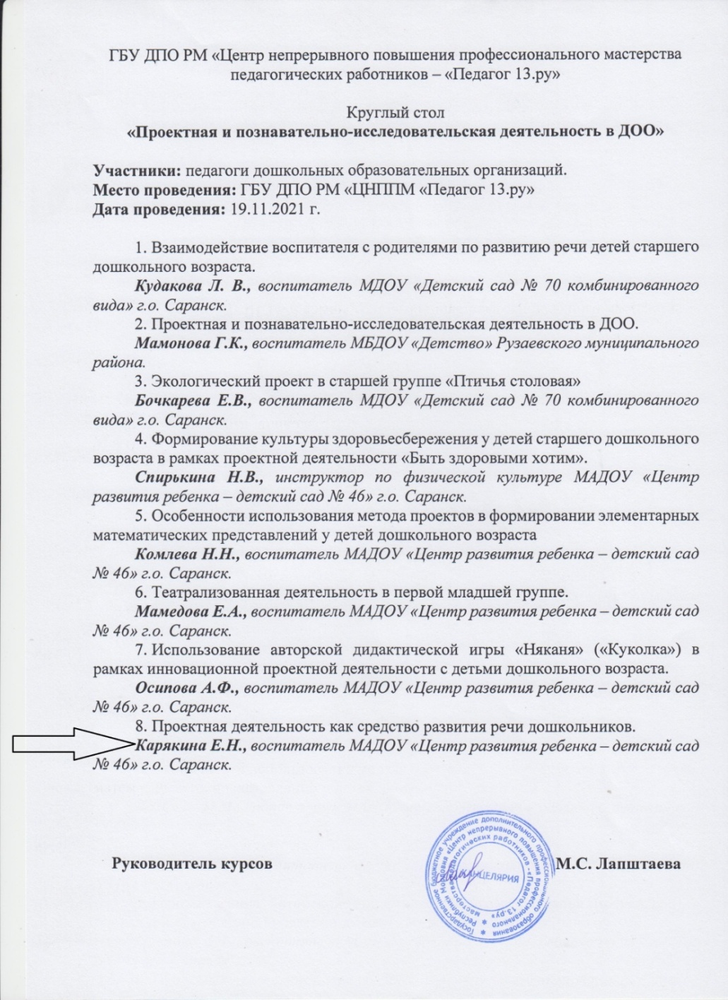 ГБУ ДПО РМ «Центр непрерывного повышения профессионального мастерства
педагогических работников – «Педагог 13.ру»
Круглый стол
«Проектная и познавательно-исследовательская деятельность в ДОО»
Участники: педагоги дошкольных образовательных организаций.
Место проведения: ГБУ ДПО РМ «ЦНППМ «Педагог 13.ру»
Дата проведения: 19.11.2021 г.
1. Взаимодействие воспитателя с родителями по развитию речи детей старшего
дошкольного возраста.
Кудакова Л. В., воспитатель МДОУ «Детский сад № 70 комбинированного
вида» г.о. Саранск.
2. Проектная и познавательно-исследовательская деятельность в ДОО.
Мамонова Г.К., воспитатель МБДОУ «Детство» Рузаевского муниципального
района.
3. Экологический проект в старшей группе «Птичья столовая»
Бочкарева Е.В., воспитатель МДОУ «Детский сад № 70 комбинированного
вида» г.о. Саранск.
4. Формирование культуры здоровьесбережения у детей старшего дошкольного
возраста в рамках проектной деятельности «Быть здоровыми хотим».
Спирькина Н.В., инструктор по физической культуре МАДОУ «Центр
развития ребенка – детский сад № 46» г.о. Саранск.
5. Особенности использования метода проектов в формировании элементарных
математических представлений у детей дошкольного возраста
Комлева Н.Н., воспитатель МАДОУ «Центр развития ребенка – детский сад
№ 46» г.о. Саранск.
6. Театрализованная деятельность в первой младшей группе.
Мамедова Е.А., воспитатель МАДОУ «Центр развития ребенка – детский сад
№ 46» г.о. Саранск.
7. Использование авторской дидактической игры «Няканя» («Куколка») в
рамках инновационной проектной деятельности с детьми дошкольного возраста.
Осипова А.Ф., воспитатель МАДОУ «Центр развития ребенка – детский сад
№ 46» г.о. Саранск.
8. Проектная деятельность как средство развития речи дошкольников.
Карякина Е.Н., воспитатель МАДОУ «Центр развития ребенка – детский сад
№ 46» г.о. Саранск.
Руководитель курсов
М.С. Лапштаева
Государственное бюджетное учреждение дополнительного профессионального образования
Республики Мордовия «Центр непрерывного повышения профессионального
мастерства педагогических работников - «Педагог 13.ру»
КАНЦЕЛЯРИЯ